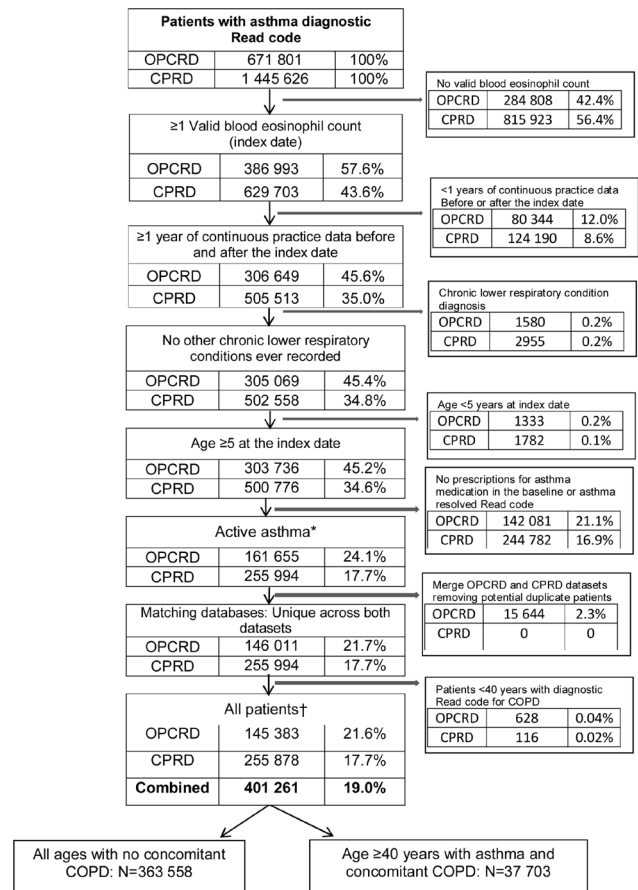 Patients with asthma diagnostic
Read code
OPCRD 671 801 100%
CPRD 1 445 626 100%
No valid blood eosinophil count
OPCRD 284 808 42.4%
CPRD 815 923 56.4%
≥1 Valid blood eosinophil count
(index date)
OPCRD 386 993 57.6%
CPRD 629 703 43.6%
<1 years of continuous practice data
Before or after the index date
OPCRD 80 344 12.0%
CPRD 124 190 8.6%
≥1 year of continuous practice data before
and after the index date
OPCRD 306 649 45.6%
CPRD 505 513 35.0%
Chronic lower respiratory condition
diagnosis
OPCRD 1580 0.2%
CPRD 2955 0.2%
No other chronic lower respiratory
conditions ever recorded
OPCRD 305 069 45.4%
CPRD 502 558 34.8%
Age <5 years at index date
OPCRD 1333 0.2%
CPRD 1782 0.1%
Age ≥5 at the index date
OPCRD 303 736 45.2%
CPRD 500 776 34.6%
No prescriptions for asthma
medication in the baseline or asthma
resolved Read code
OPCRD 142 081 21.1%
CPRD 244 782 16.9%
Active asthma*
OPCRD 161 655 24.1%
CPRD 255 994 17.7%
Merge OPCRD and CPRD datasets
removing potential duplicate patients
OPCRD 15 644 2.3%
CPRD 0 0
Matching databases: Unique across both
datasets
OPCRD 146 011 21.7%
CPRD 255 994 17.7%
Patients <40 years with diagnostic
Read code for COPD
OPCRD 628 0.04%
CPRD 116 0.02%
All patients†
OPCRD 145 383 21.6%
CPRD 255 878 17.7%
Combined 401 261 19.0%
All ages with no concomitant
COPD: N=363 558
Age ≥40 years with asthma and
concomitant COPD: N=37 703